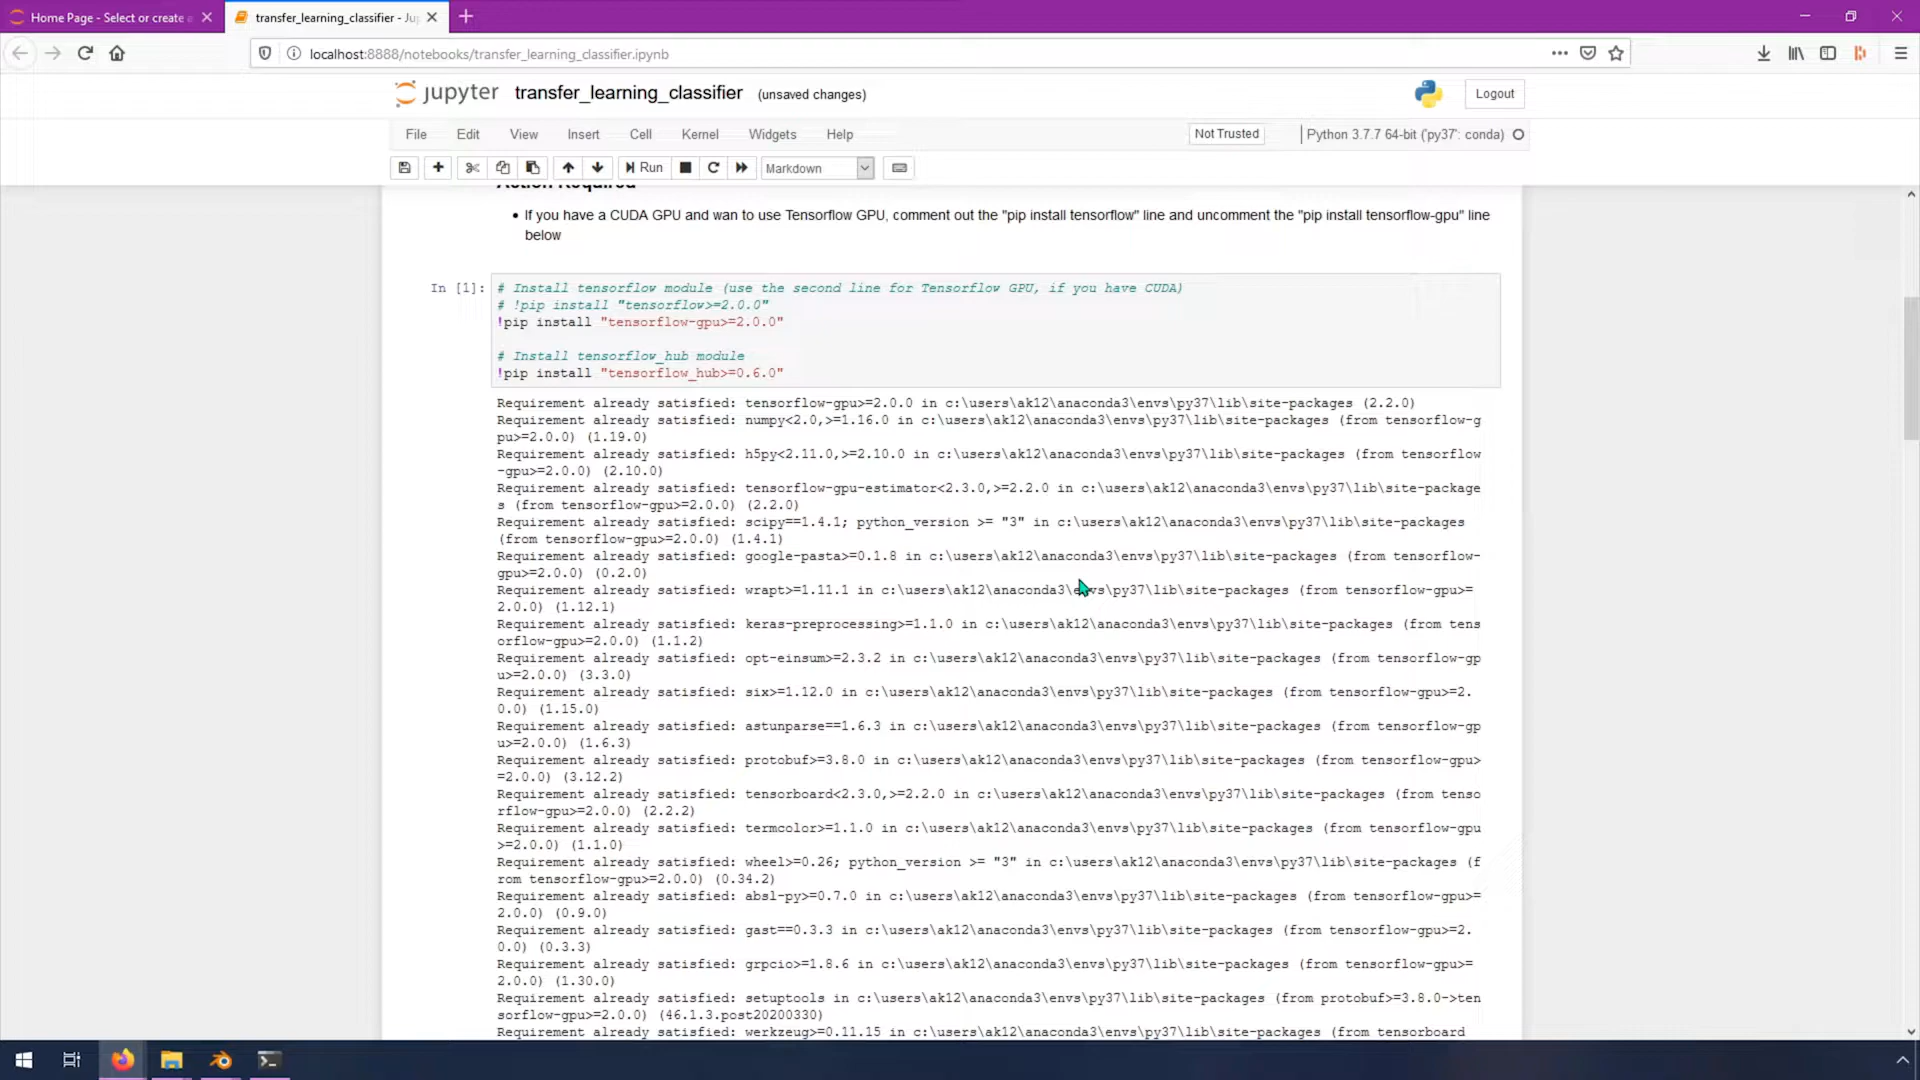 Home Page - Select or create a
transfer_learning_classifier - Ju
localhost:8888/notebooks/transfer_learning_classifier.ipynb
jupyter transfer_learning_classifier (unsaved changes)
Logout
File Edit View Insert Cell Kernel Widgets Help
Not Trusted
Python 3.7.7 64-bit ('py37': conda)
Run
Markdown
Action Required
• If you have a CUDA GPU and wan to use Tensorflow GPU, comment out the "pip install tensorflow" line and uncomment the "pip install tensorflow-gpu" line
below
In [1]:
# Install tensorflow module (use the second line for Tensorflow GPU, if you have CUDA)
# !pip install "tensorflow>=2.0.0"
!pip install "tensorflow-gpu>=2.0.0"
# Install tensorflow_hub module
!pip install "tensorflow_hub>=0.6.0"
Requirement already satisfied: tensorflow-gpu>=2.0.0 in c:\users\ak12\anaconda3\envs\py37\lib\site-packages (2.2.0)
Requirement already satisfied: numpy<2.0,>=1.16.0 in c:\users\ak12\anaconda3\envs\py37\lib\site-packages (from tensorflow-g
pu>=2.0.0) (1.19.0)
Requirement already satisfied: h5py<2.11.0,>=2.10.0 in c:\users\ak12\anaconda3\envs\py37\lib\site-packages (from tensorflow
-gpu>=2.0.0) (2.10.0)
Requirement already satisfied: tensorflow-gpu-estimator<2.3.0,>=2.2.0 in c:\users\ak12\anaconda3\envs\py37\lib\site-package
s (from tensorflow-gpu>=2.0.0) (2.2.0)
Requirement already satisfied: scipy==1.4.1; python_version >= "3" in c:\users\ak12\anaconda3\envs\py37\lib\site-packages
(from tensorflow-gpu>=2.0.0) (1.4.1)
Requirement already satisfied: google-pasta>=0.1.8 in c:\users\ak12\anaconda3\envs\py37\lib\site-packages (from tensorflow-
gpu>=2.0.0) (0.2.0)
Requirement already satisfied: wrapt>=1.11.1 in c:\users\ak12\anaconda3\envs\py37\lib\site-packages (from tensorflow-gpu>=
2.0.0) (1.12.1)
Requirement already satisfied: keras-preprocessing>=1.1.0 in c:\users\ak12\anaconda3\envs\py37\lib\site-packages (from tens
orflow-gpu>=2.0.0) (1.1.2)
Requirement already satisfied: opt-einsum>=2.3.2 in c:\users\ak12\anaconda3\envs\py37\lib\site-packages (from tensorflow-gp
u>=2.0.0) (3.3.0)
Requirement already satisfied: six>=1.12.0 in c:\users\ak12\anaconda3\envs\py37\lib\site-packages (from tensorflow-gpu>=2.
0.0) (1.15.0)
Requirement already satisfied: astunparse==1.6.3 in c:\users\ak12\anaconda3\envs\py37\lib\site-packages (from tensorflow-gp
u>=2.0.0) (1.6.3)
Requirement already satisfied: protobuf>=3.8.0 in c:\users\ak12\anaconda3\envs\py37\lib\site-packages (from tensorflow-gpu>
=2.0.0) (3.12.2)
Requirement already satisfied: tensorboard<2.3.0,>=2.2.0 in c:\users\ak12\anaconda3\envs\py37\lib\site-packages (from tenso
rflow-gpu>=2.0.0) (2.2.2)
Requirement already satisfied: termcolor>=1.1.0 in c:\users\ak12\anaconda3\envs\py37\lib\site-packages (from tensorflow-gpu
>=2.0.0) (1.1.0)
Requirement already satisfied: wheel>=0.26; python_version >= "3" in c:\users\ak12\anaconda3\envs\py37\lib\site-packages (f
rom tensorflow-gpu>=2.0.0) (0.34.2)
Requirement already satisfied: absl-py>=0.7.0 in c:\users\ak12\anaconda3\envs\py37\lib\site-packages (from tensorflow-gpu>=
2.0.0) (0.9.0)
Requirement already satisfied: gast==0.3.3 in c:\users\ak12\anaconda3\envs\py37\lib\site-packages (from tensorflow-gpu>=2.
0.0) (0.3.3)
Requirement already satisfied: grpcio>=1.8.6 in c:\users\ak12\anaconda3\envs\py37\lib\site-packages (from tensorflow-gpu>=
2.0.0) (1.30.0)
Requirement already satisfied: setuptools in c:\users\ak12\anaconda3\envs\py37\lib\site-packages (from protobuf>=3.8.0->ten
sorflow-gpu>=2.0.0) (46.1.3.post20200330)
Requirement already satisfied: werkzeug>=0.11.15 in c:\users\ak12\anaconda3\envs\py37\lib\site-packages (from tensorboard